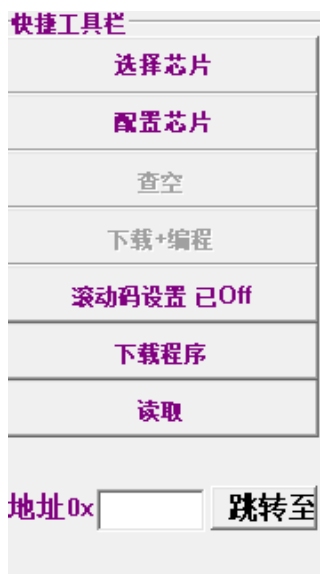 快捷工具栏
选择芯片
配置芯片
查空
下载+编程
滚动码设置 已Off
下载程序
读取
地址0x 跳转至